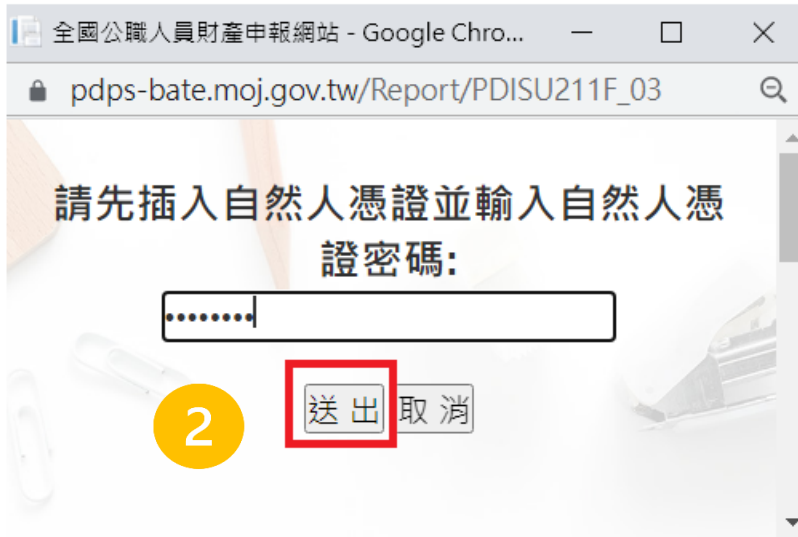 全國公職人員財產申報網站 - Google Chro...
pdps-bate.moj.gov.tw/Report/PDISU211F_03
請先插入自然人憑證並輸入自然人憑
證密碼:
••••••••
2
送 出 取 消